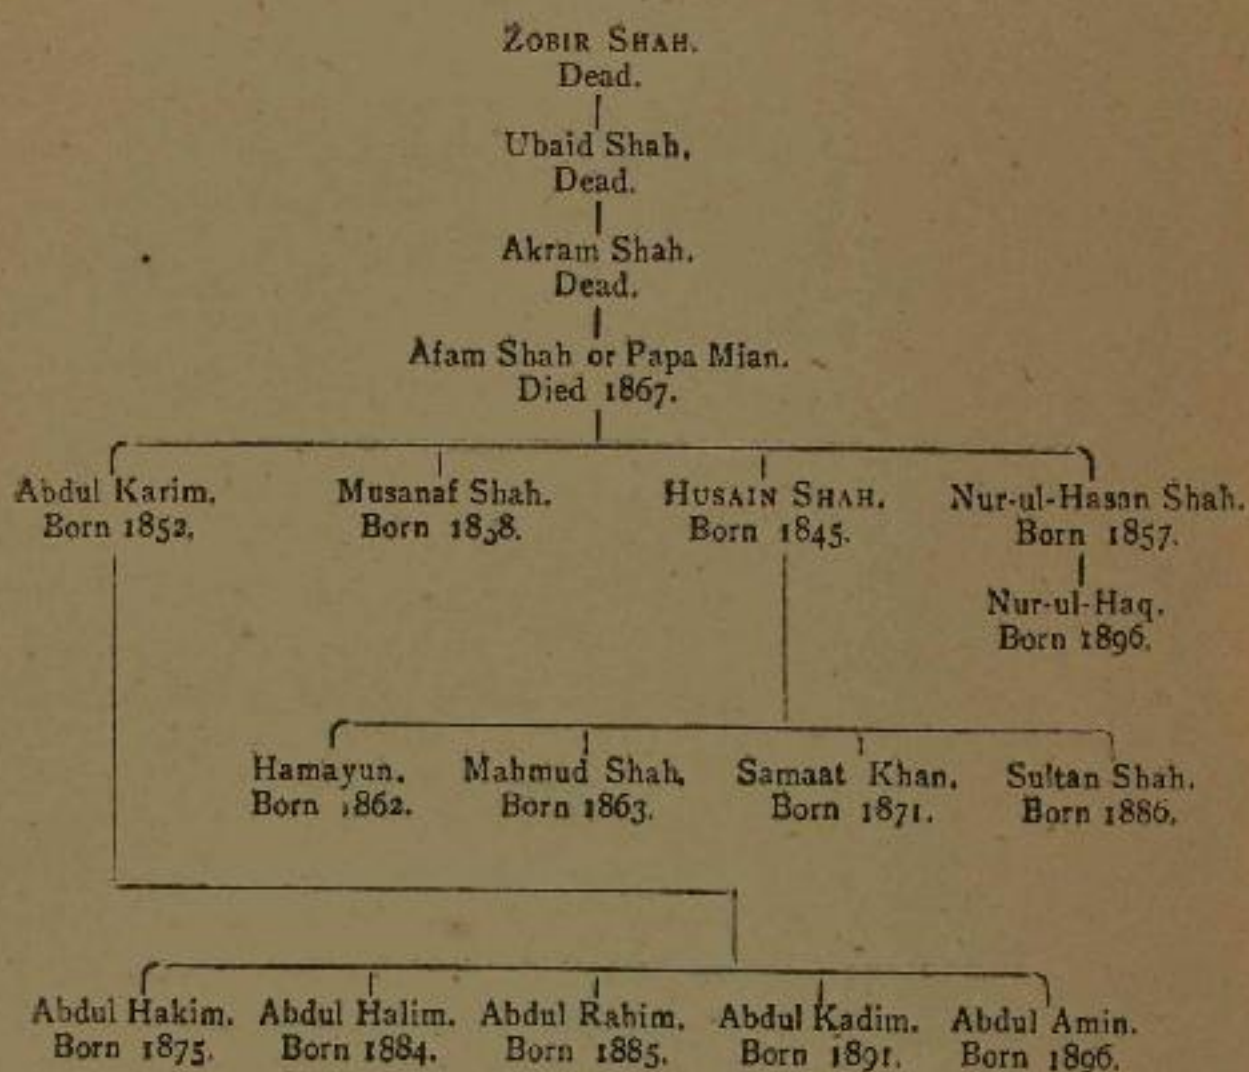 ZOBIR SHAH.
Dead.
Ubaid Shah,
Dead.
Akram Shah.
Dead.
Afam Shah or Papa Mian.
Died 1867.
Abdul Karim. Musanaf Shah. HUSAIN SHAH. Nur-ul-Hasan Shah.
Born 1852, Born Born 1845. Born 1857.
Nur-ul-Haq.
Born 1896.
Hamayun. Mahmud Shah, Samaat Khan. Sultan Shah.
Born 1862. Born 1863. Born 1871. Born 1886,
Abdul Hakim. Abdul Halim. Abdul Rahim. Abdul Kadim. Abdul Amin.
Born 1875. Born 1884. Born 1885. Born 1891. Born 1896.